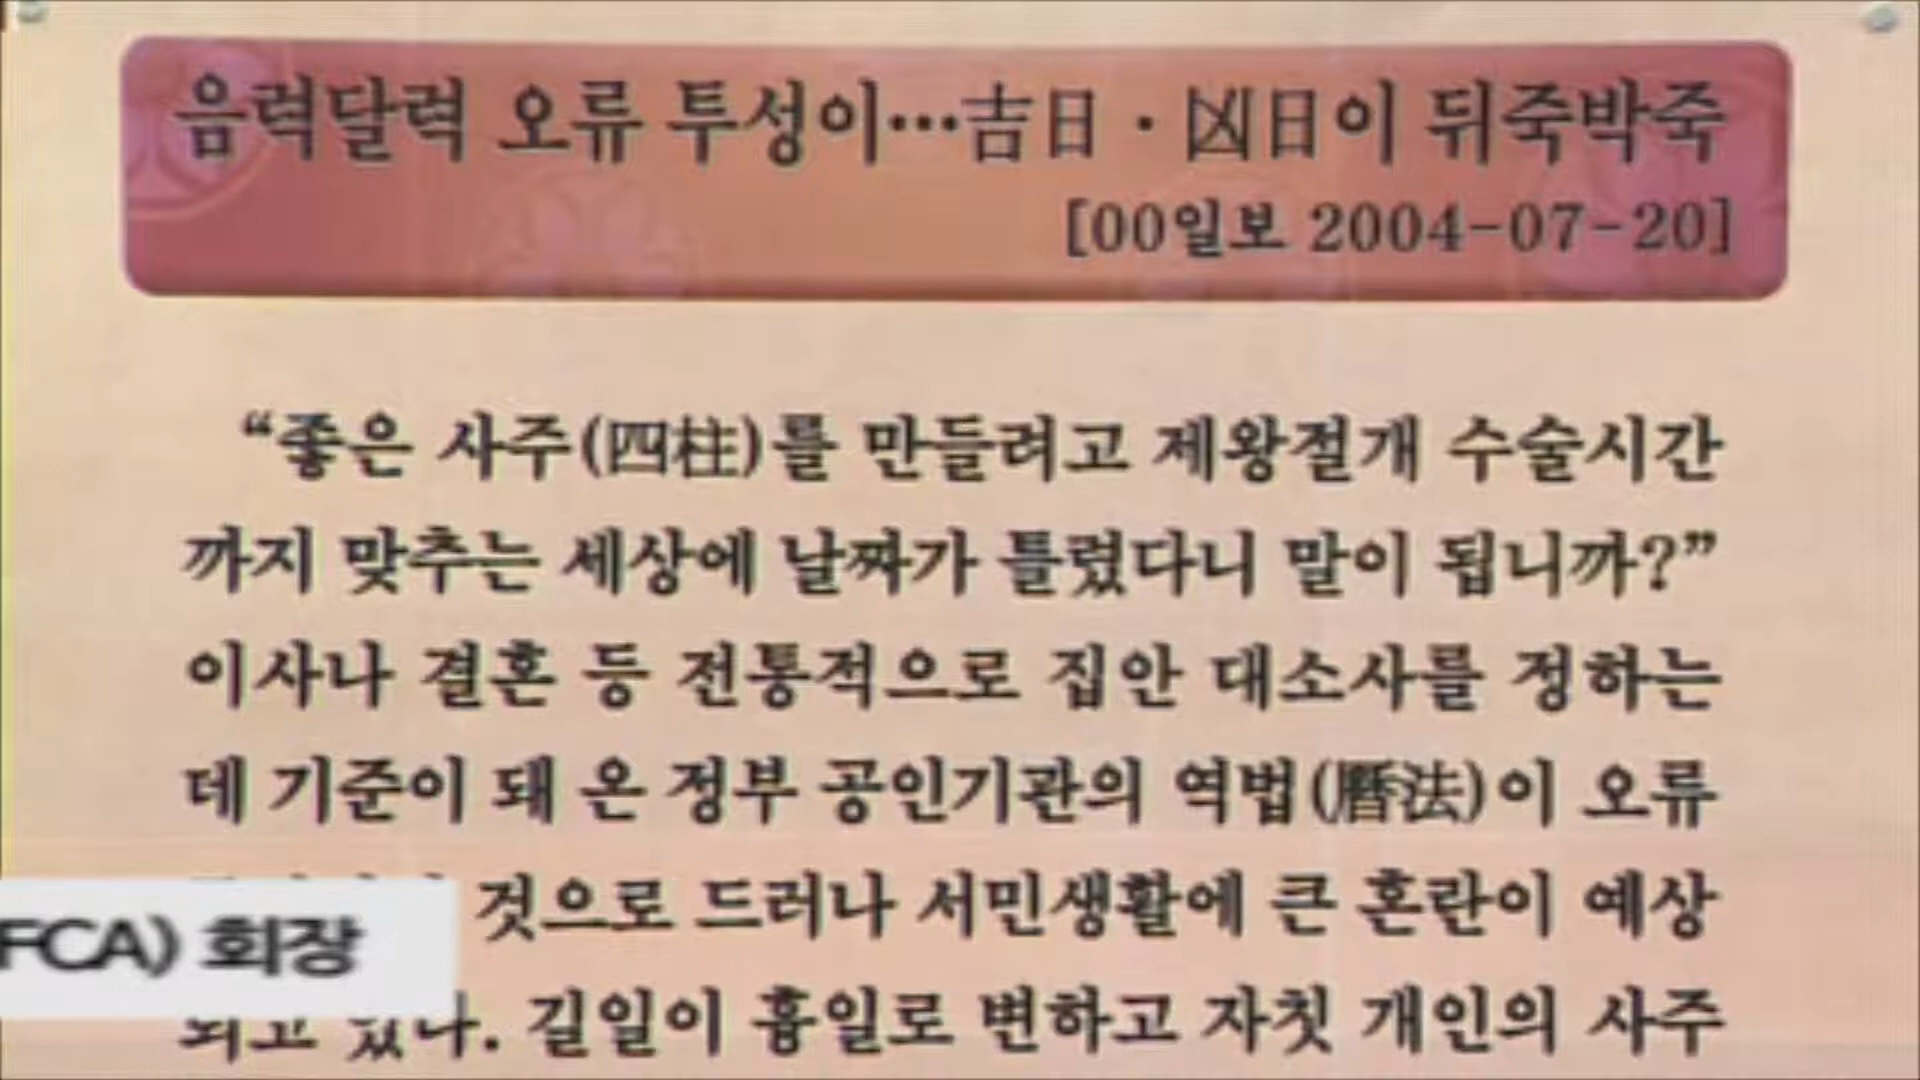 음력달력 오류 투성이…吉日·凶日이 뒤죽박죽
[00일보 2004-07-20]
“좋은 사주(四柱)를 만들려고 제왕절개 수술시간
까지 맞추는 세상에 날짜가 틀렸다니 말이 됩니까?”
이사나 결혼 등 전통적으로 집안 대소사를 정하는
데 기준이 돼 온 정부 공인기관의 역법(曆法)이 오류
것으로 드러나 서민생활에 큰 혼란이 예상
되고 있다. 길일이 흉일로 변하고 자칫 개인의 사주
FCA) 회장